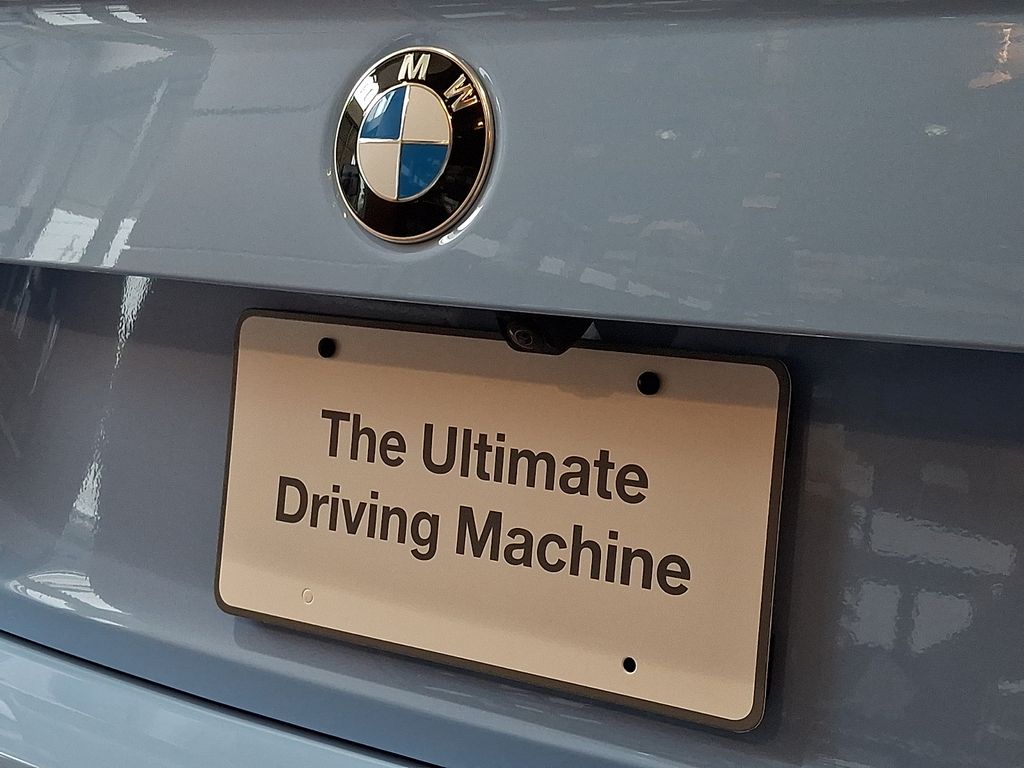 BMW
The Ultimate
Driving Machine